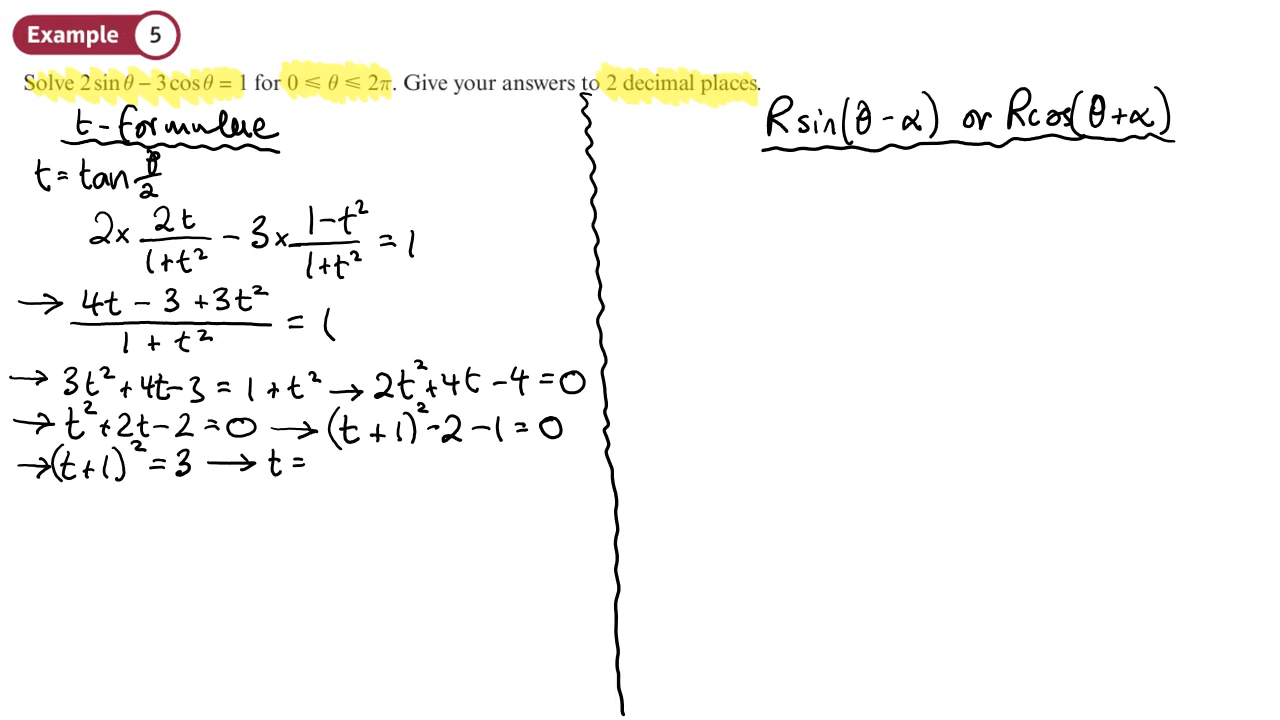 Example 5
Solve 2 sin θ – 3 cos θ = 1 for 0 ⩽ θ ⩽ 2π. Give your answers to 2 decimal places.
t-formulae
t = tan θ/2
2 × 2t/(1+t²) – 3 × (1–t²)/(1+t²) = 1
→ (4t – 3 + 3t²)/(1 + t²) = 1
→ 3t² + 4t – 3 = 1 + t² → 2t² + 4t – 4 = 0
→ t² + 2t – 2 = 0 → (t + 1)² – 2 – 1 = 0
→ (t + 1)² = 3 → t =
R sin(θ – α) or R cos(θ + α)